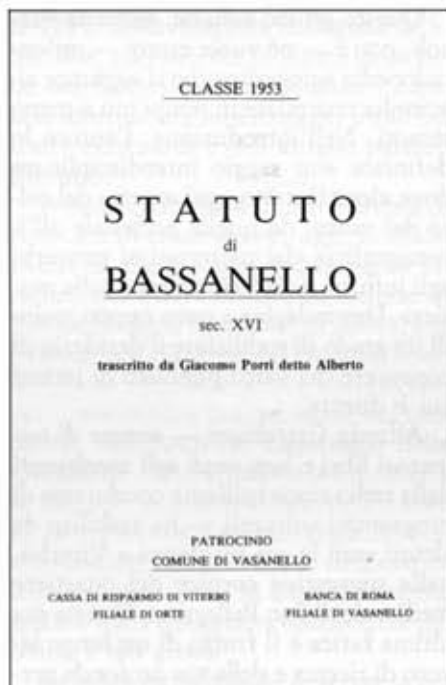 CLASSE 1953
STATUTO
di
BASSANELLO
sec. XVI
trascritto da Giacomo Porri detto Alberto
PATROCINIO
COMUNE DI VASANELLO
CASSA DI RISPARMIO DI VITERBO
FILIALE DI ORTE
BANCA DI ROMA
FILIALE DI VASANELLO